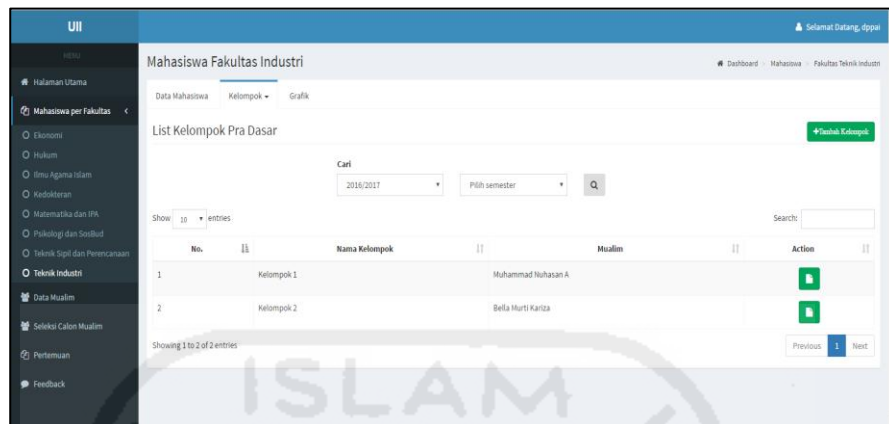 UII
Selamat Datang, dppai
MENU
Halaman Utama
Mahasiswa per Fakultas
Ekonomi
Hukum
Ilmu Agama Islam
Kedokteran
Matematika dan IPA
Psikologi dan SosBud
Teknik Sipil dan Perencanaan
Teknik Industri
Data Mualim
Seleksi Calon Mualim
Pertemuan
Feedback
Mahasiswa Fakultas Industri
Dashboard > Mahasiswa > Fakultas Teknik Industri
Data Mahasiswa Kelompok Grafik
List Kelompok Pra Dasar
+Tambah Kelompok
Cari
2016/2017 Pilih semester
Show 10 entries
Search:
No. Nama Kelompok Mualim Action
1 Kelompok 1 Muhammad Nuhasan A
2 Kelompok 2 Bella Murti Kariza
Showing 1 to 2 of 2 entries
Previous 1 Next
ISLAM